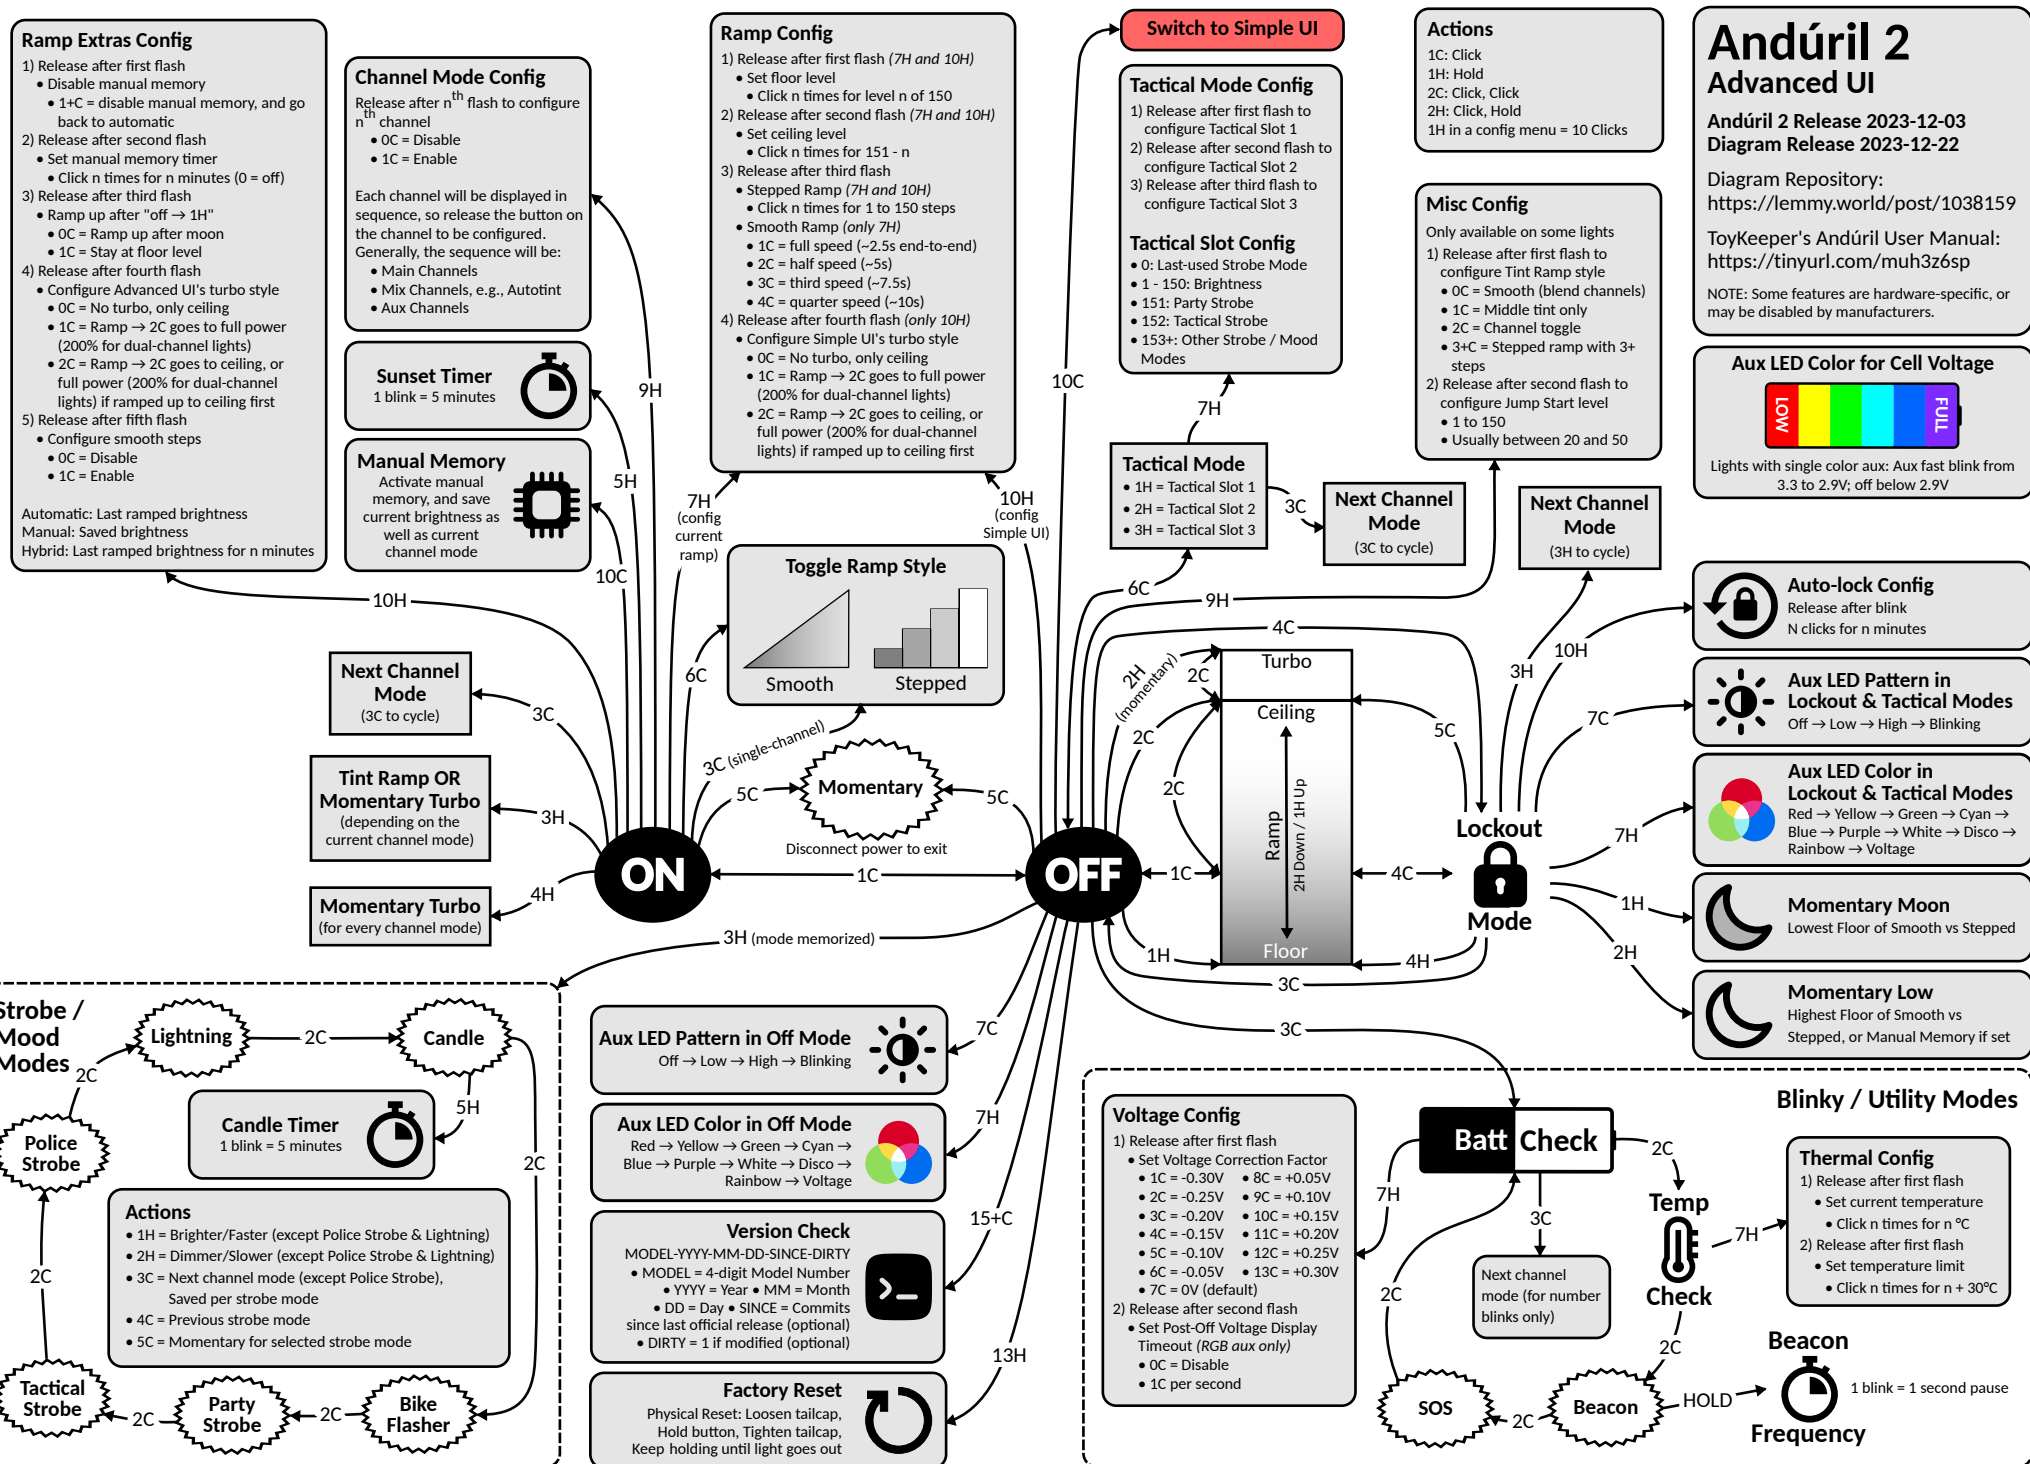 Ramp Extras Config
1) Release after first flash
• Disable manual memory
• 1+C = disable manual memory, and go
back to automatic
2) Release after second flash
• Set manual memory timer
• Click n times for n minutes (0 = off)
3) Release after third flash
• Ramp up after "off → 1H"
• 0C = Ramp up after moon
• 1C = Stay at floor level
4) Release after fourth flash
• Configure Advanced UI's turbo style
• 0C = No turbo, only ceiling
• 1C = Ramp → 2C goes to full power
(200% for dual-channel lights)
• 2C = Ramp → 2C goes to ceiling, or
full power (200% for dual-channel
lights) if ramped up to ceiling first
5) Release after fifth flash
• Configure smooth steps
• 0C = Disable
• 1C = Enable
Automatic: Last ramped brightness
Manual: Saved brightness
Hybrid: Last ramped brightness for n minutes
Channel Mode Config
Release after nth flash to configure
nth channel
• 0C = Disable
• 1C = Enable
Each channel will be displayed in
sequence, so release the button on
the channel to be configured.
Generally, the sequence will be:
• Main Channels
• Mix Channels, e.g., Autotint
• Aux Channels
Sunset Timer
1 blink = 5 minutes
Manual Memory
Activate manual
memory, and save
current brightness as
well as current
channel mode
9H
5H
10C
10H
Ramp Config
1) Release after first flash (7H and 10H)
• Set floor level
• Click n times for level n of 150
2) Release after second flash (7H and 10H)
• Set ceiling level
• Click n times for 151 - n
3) Release after third flash
• Stepped Ramp (7H and 10H)
• Click n times for 1 to 150 steps
• Smooth Ramp (only 7H)
• 1C = full speed (~2.5s end-to-end)
• 2C = half speed (~5s)
• 3C = third speed (~7.5s)
• 4C = quarter speed (~10s)
4) Release after fourth flash (only 10H)
• Configure Simple UI's turbo style
• 0C = No turbo, only ceiling
• 1C = Ramp → 2C goes to full power
(200% for dual-channel lights)
• 2C = Ramp → 2C goes to ceiling, or
full power (200% for dual-channel
lights) if ramped up to ceiling first
7H
(config
current
ramp)
10H
(config
Simple UI)
Toggle Ramp Style
Smooth
Stepped
6C
3C (single-channel)
Switch to Simple UI
10C
Tactical Mode Config
1) Release after first flash to
configure Tactical Slot 1
2) Release after second flash to
configure Tactical Slot 2
3) Release after third flash to
configure Tactical Slot 3
Tactical Slot Config
• 0: Last-used Strobe Mode
• 1 - 150: Brightness
• 151: Party Strobe
• 152: Tactical Strobe
• 153+: Other Strobe / Mood
Modes
7H
Tactical Mode
• 1H = Tactical Slot 1
• 2H = Tactical Slot 2
• 3H = Tactical Slot 3
3C
Next Channel
Mode
(3C to cycle)
6C
9H
4C
Actions
1C: Click
1H: Hold
2C: Click, Click
2H: Click, Hold
1H in a config menu = 10 Clicks
Misc Config
Only available on some lights
1) Release after first flash to
configure Tint Ramp style
• 0C = Smooth (blend channels)
• 1C = Middle tint only
• 2C = Channel toggle
• 3+C = Stepped ramp with 3+
steps
2) Release after second flash to
configure Jump Start level
• 1 to 150
• Usually between 20 and 50
Next Channel
Mode
(3H to cycle)
Andúril 2
Advanced UI
Andúril 2 Release 2023-12-03
Diagram Release 2023-12-22
Diagram Repository:
https://lemmy.world/post/1038159
ToyKeeper's Andúril User Manual:
https://tinyurl.com/muh3z6sp
NOTE: Some features are hardware-specific, or
may be disabled by manufacturers.
Aux LED Color for Cell Voltage
LOW
FULL
Lights with single color aux: Aux fast blink from
3.3 to 2.9V; off below 2.9V
Auto-lock Config
Release after blink
N clicks for n minutes
Aux LED Pattern in
Lockout & Tactical Modes
Off → Low → High → Blinking
Aux LED Color in
Lockout & Tactical Modes
Red → Yellow → Green → Cyan →
Blue → Purple → White → Disco →
Rainbow → Voltage
Momentary Moon
Lowest Floor of Smooth vs Stepped
Momentary Low
Highest Floor of Smooth vs
Stepped, or Manual Memory if set
3H
10H
7C
7H
1H
2H
Lockout
Mode
5C
4C
4H
3C
3C
Turbo
Ceiling
Ramp
2H Down / 1H Up
Floor
2H
(momentary)
2C
2C
2C
1C
1H
Next Channel
Mode
(3C to cycle)
3C
Tint Ramp OR
Momentary Turbo
(depending on the
current channel mode)
3H
Momentary Turbo
(for every channel mode)
4H
ON
5C
Momentary
5C
Disconnect power to exit
1C
OFF
3H (mode memorized)
Strobe /
Mood
Modes
Lightning
2C
Candle
2C
5H
Candle Timer
1 blink = 5 minutes
Police
Strobe
2C
Actions
• 1H = Brighter/Faster (except Police Strobe & Lightning)
• 2H = Dimmer/Slower (except Police Strobe & Lightning)
• 3C = Next channel mode (except Police Strobe),
Saved per strobe mode
• 4C = Previous strobe mode
• 5C = Momentary for selected strobe mode
2C
Tactical
Strobe
2C
Party
Strobe
2C
Bike
Flasher
Aux LED Pattern in Off Mode
Off → Low → High → Blinking
7C
Aux LED Color in Off Mode
Red → Yellow → Green → Cyan →
Blue → Purple → White → Disco →
Rainbow → Voltage
7H
Version Check
MODEL-YYYY-MM-DD-SINCE-DIRTY
• MODEL = 4-digit Model Number
• YYYY = Year • MM = Month
• DD = Day • SINCE = Commits
since last official release (optional)
• DIRTY = 1 if modified (optional)
15+C
Factory Reset
Physical Reset: Loosen tailcap,
Hold button, Tighten tailcap,
Keep holding until light goes out
13H
Blinky / Utility Modes
Voltage Config
1) Release after first flash
• Set Voltage Correction Factor
• 1C = -0.30V • 8C = +0.05V
• 2C = -0.25V • 9C = +0.10V
• 3C = -0.20V • 10C = +0.15V
• 4C = -0.15V • 11C = +0.20V
• 5C = -0.10V • 12C = +0.25V
• 6C = -0.05V • 13C = +0.30V
• 7C = 0V (default)
2) Release after second flash
• Set Post-Off Voltage Display
Timeout (RGB aux only)
• 0C = Disable
• 1C per second
7H
Batt Check
2C
3C
Next channel
mode (for number
blinks only)
Temp
Check
7H
Thermal Config
1) Release after first flash
• Set current temperature
• Click n times for n °C
2) Release after first flash
• Set temperature limit
• Click n times for n + 30°C
2C
2C
SOS
2C
Beacon
HOLD
Beacon
Frequency
1 blink = 1 second pause